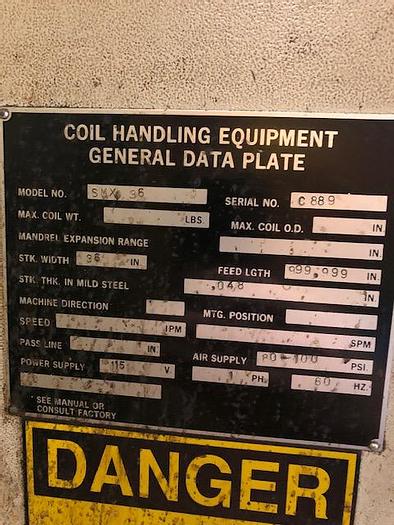 COIL HANDLING EQUIPMENT
GENERAL DATA PLATE
MODEL NO. SMX 36 SERIAL NO. C889
MAX. COIL WT. LBS. MAX. COIL O.D. IN
MANDREL EXPANSION RANGE IN.
STK. WIDTH 36 IN FEED LGTH 999.999 IN
STK. THK. IN MILD STEEL .048 IN.
MACHINE DIRECTION MTG. POSITION
SPEED IPM SPM
PASS LINE IN. AIR SUPPLY 80-100 PSI.
POWER SUPPLY 115 V. 1 PH. 60 HZ.
*SEE MANUAL OR
CONSULT FACTORY
DANGER